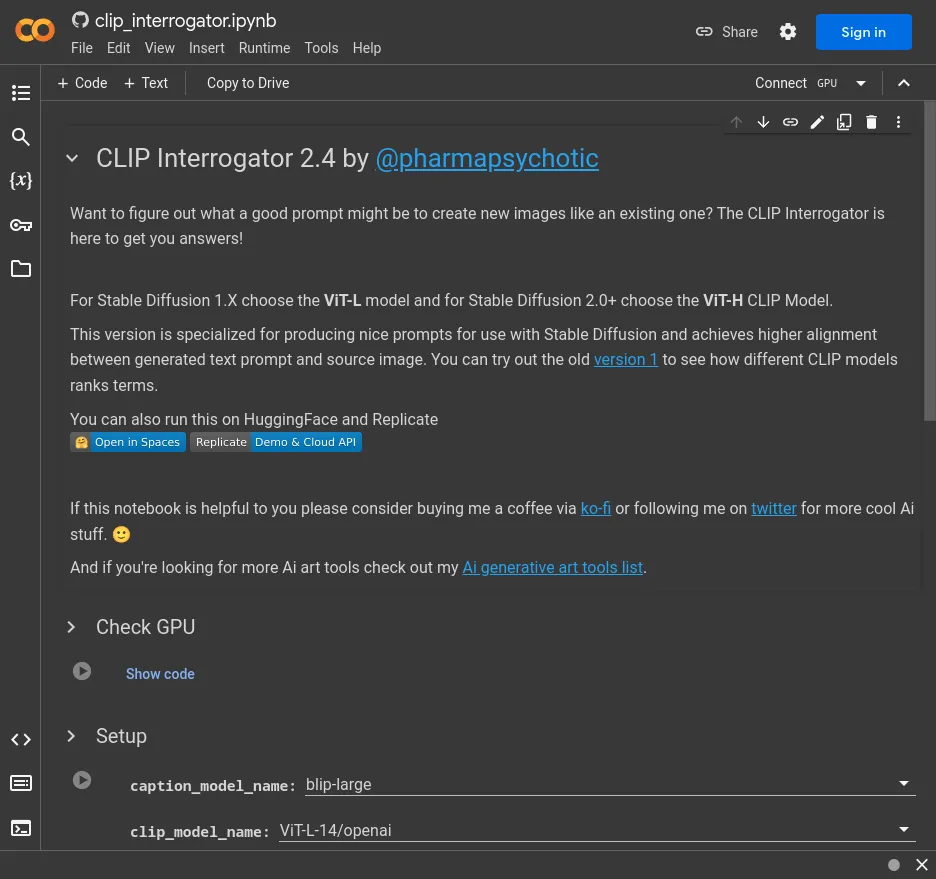 clip_interrogator.ipynb
Share
Sign in
File Edit View Insert Runtime Tools Help
+ Code + Text Copy to Drive
Connect GPU
{x}
CLIP Interrogator 2.4 by @pharmapsychotic
Want to figure out what a good prompt might be to create new images like an existing one? The CLIP Interrogator is
here to get you answers!
For Stable Diffusion 1.X choose the ViT-L model and for Stable Diffusion 2.0+ choose the ViT-H CLIP Model.
This version is specialized for producing nice prompts for use with Stable Diffusion and achieves higher alignment
between generated text prompt and source image. You can try out the old version 1 to see how different CLIP models
ranks terms.
You can also run this on HuggingFace and Replicate
🤗 Open in Spaces Replicate Demo & Cloud API
If this notebook is helpful to you please consider buying me a coffee via ko-fi or following me on twitter for more cool Ai
stuff. 🙂
And if you're looking for more Ai art tools check out my Ai generative art tools list.
Check GPU
Show code
Setup
caption_model_name: blip-large
clip_model_name: ViT-L-14/openai